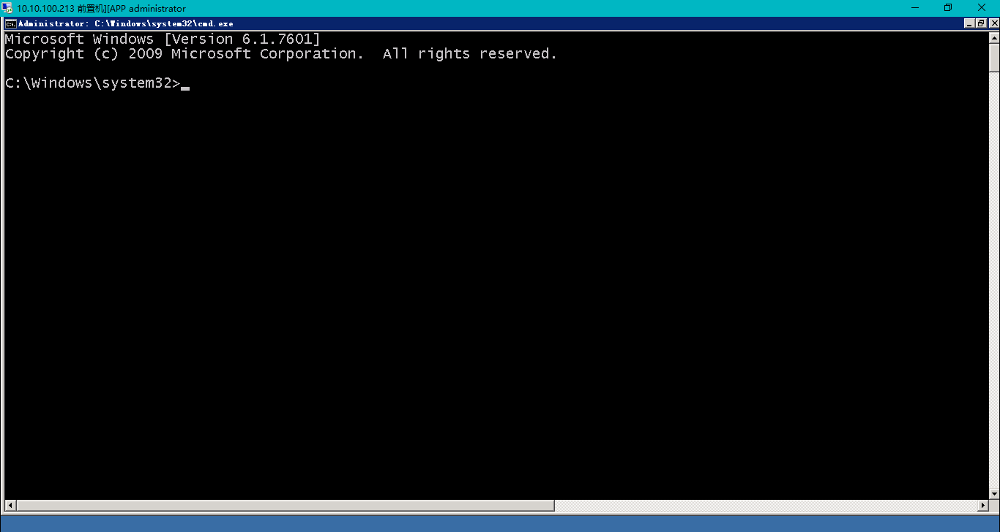 10.10.100.213 前置机][APP administrator
Administrator: C:\Windows\system32\cmd.exe
Microsoft Windows [Version 6.1.7601]
Copyright (c) 2009 Microsoft Corporation.  All rights reserved.
C:\Windows\system32>